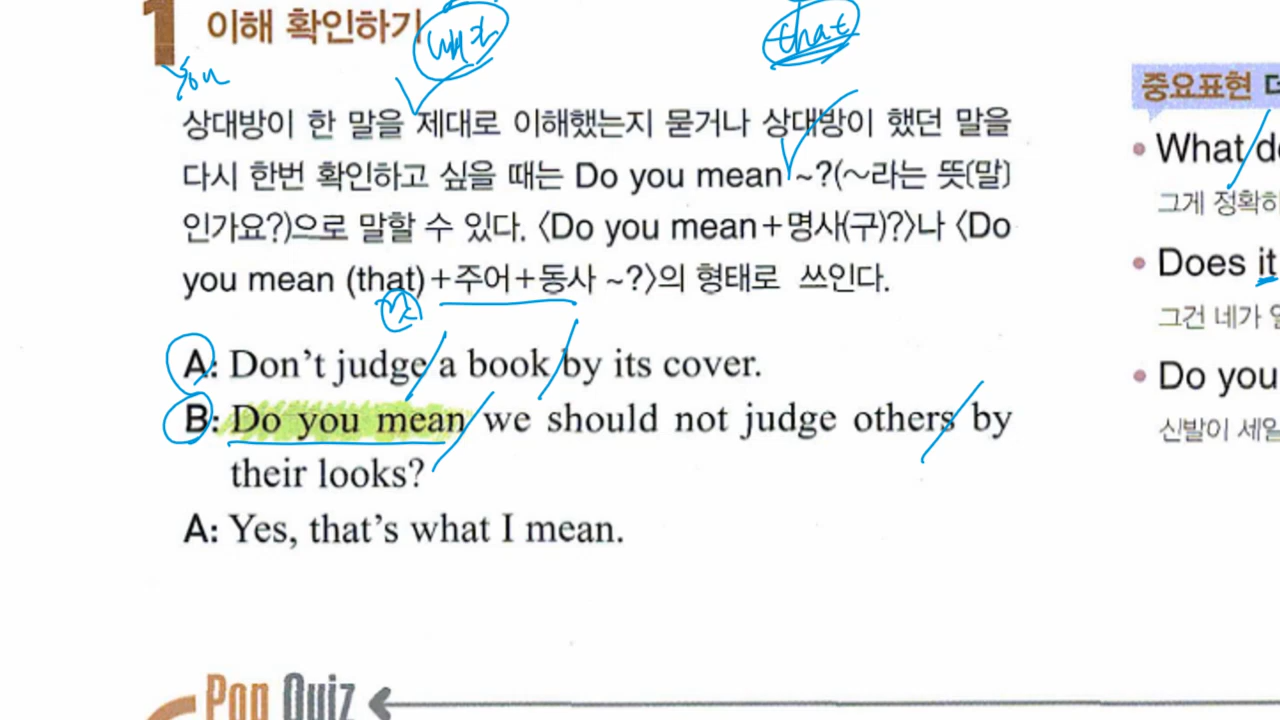 1 이해 확인하기
that
You
중요표현
상대방이 한 말을 제대로 이해했는지 묻거나 상대방이 했던 말을
다시 한번 확인하고 싶을 때는 Do you mean ~?(~라는 뜻(말)
인가요?)으로 말할 수 있다. 〈Do you mean+명사(구)?〉나 〈Do
you mean (that)+주어+동사 ~?〉의 형태로 쓰인다.
A: Don't judge a book by its cover.
B: Do you mean we should not judge others by
their looks?
A: Yes, that's what I mean.
• What
그게 정확히
• Does it
그건 네가
• Do you
신발이 세일
Pop Quiz